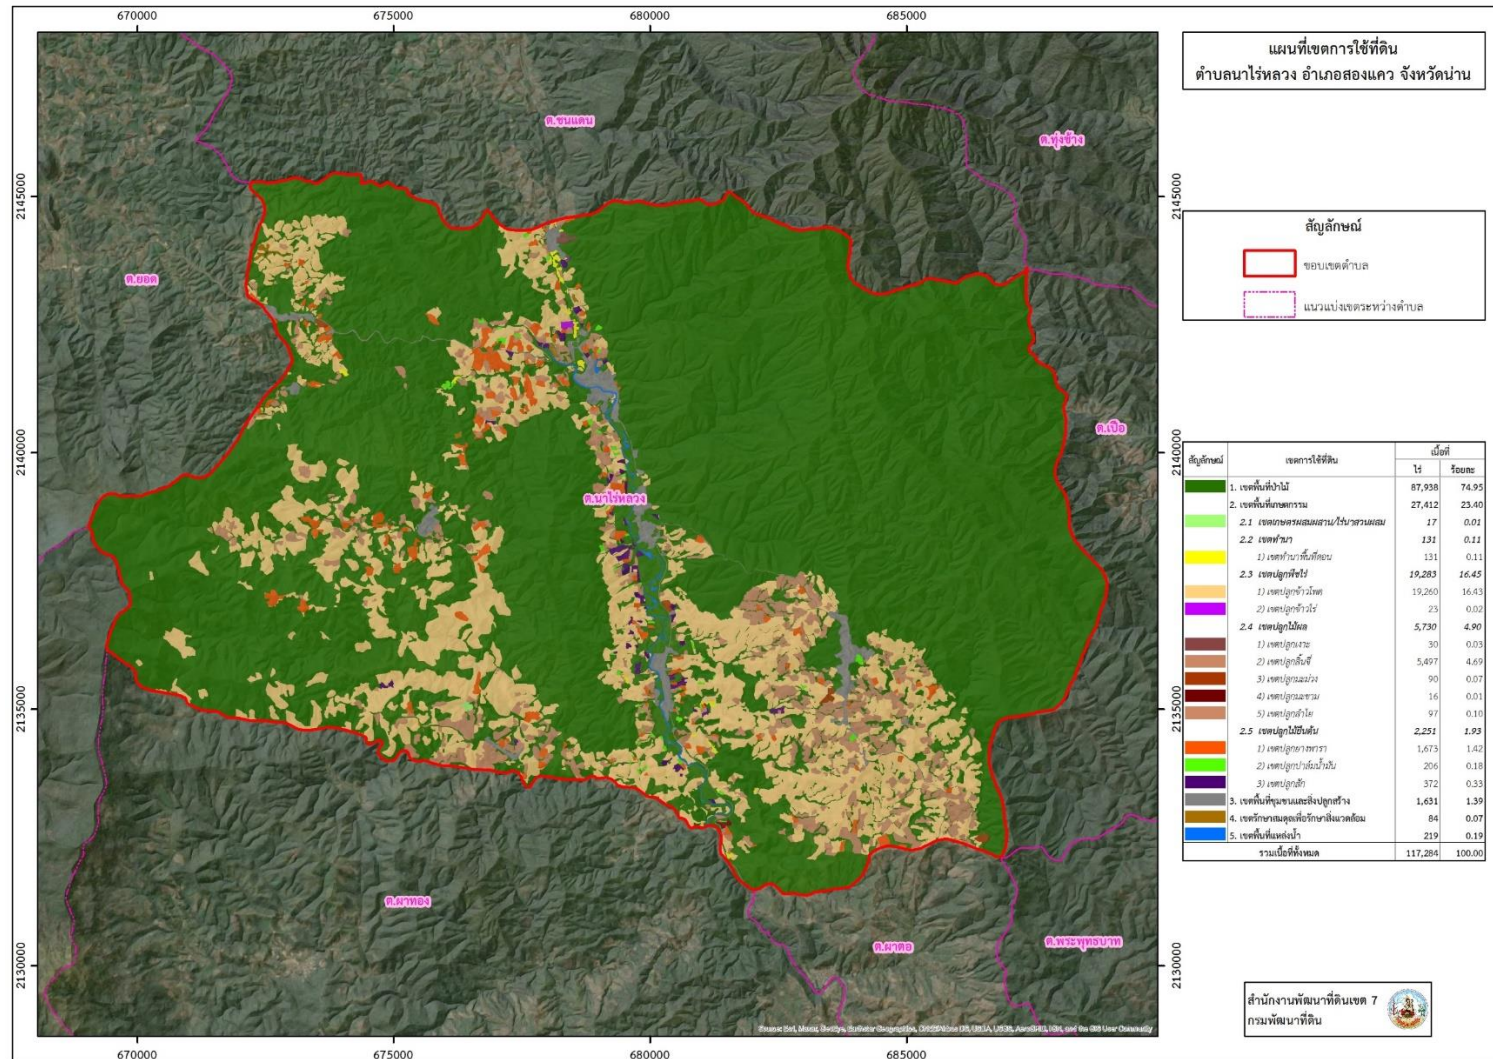 670000 675000 680000 685000
แผนที่เขตการใช้ที่ดิน
ตำบลนาไร่หลวง อำเภอสองแคว จังหวัดน่าน
ต.ชนแดน
ต.ทุ่งช้าง
2145000 2145000
สัญลักษณ์
ขอบเขตตำบล
แนวแบ่งเขตระหว่างตำบล
ต.ยอด
ต.เปือ
2140000 2140000
ต.นาไร่หลวง
สัญลักษณ์ เขตการใช้ที่ดิน เนื้อที่
ไร่ ร้อยละ
1. เขตพื้นที่ป่าไม้ 87,938 74.95
2. เขตพื้นที่เกษตรกรรม 27,412 23.40
2.1 เขตเกษตรผสมผสาน/ไร่นาสวนผสม 17 0.01
2.2 เขตทำนา 131 0.11
1) เขตทำนาพื้นที่ดอน 131 0.11
2.3 เขตปลูกพืชไร่ 19,283 16.45
1) เขตปลูกข้าวโพด 19,260 16.43
2) เขตปลูกข้าวไร่ 23 0.02
2.4 เขตปลูกไม้ผล 5,730 4.90
1) เขตปลูกเงาะ 30 0.03
2) เขตปลูกลิ้นจี่ 5,497 4.69
3) เขตปลูกมะม่วง 90 0.07
4) เขตปลูกมะขาม 16 0.01
5) เขตปลูกลำไย 97 0.10
2.5 เขตปลูกไม้ยืนต้น 2,251 1.93
1) เขตปลูกยางพารา 1,673 1.42
2) เขตปลูกปาล์มน้ำมัน 206 0.18
3) เขตปลูกสัก 372 0.33
3. เขตพื้นที่ชุมชนและสิ่งปลูกสร้าง 1,631 1.39
4. เขตรักษาสมดุลเพื่อรักษาสิ่งแวดล้อม 84 0.07
5. เขตพื้นที่แหล่งน้ำ 219 0.19
รวมเนื้อที่ทั้งหมด 117,284 100.00
2135000 2135000
ต.ผาทอง
ต.ผาตอ
ต.พระพุทธบาท
2130000 2130000
สำนักงานพัฒนาที่ดินเขต 7
กรมพัฒนาที่ดิน
Source: Esri, Maxar, GeoEye, Earthstar Geographics, CNES/Airbus DS, USDA, USGS, AeroGRID, IGN, and the GIS User Community
670000 675000 680000 685000